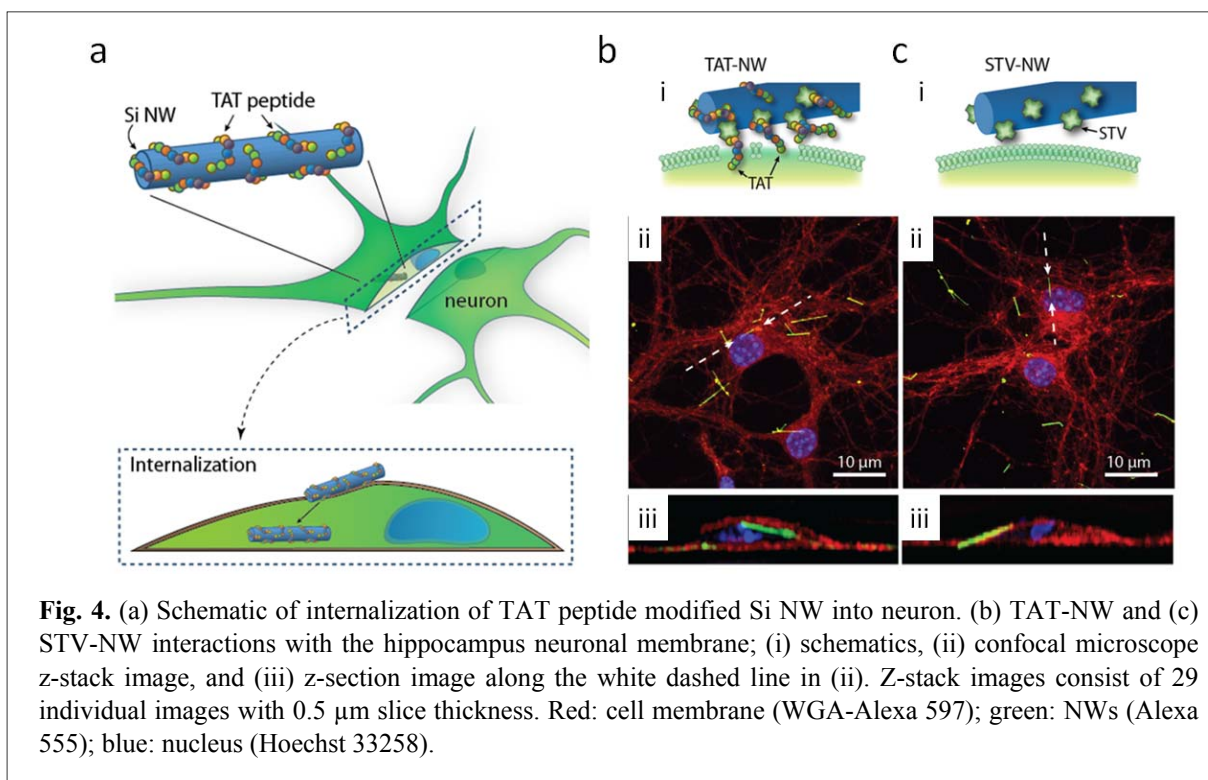 a
Si NW
TAT peptide
neuron
Internalization
b
TAT-NW
i
TAT
ii
10 µm
iii
c
STV-NW
i
STV
ii
10 µm
iii
Fig. 4. (a) Schematic of internalization of TAT peptide modified Si NW into neuron. (b) TAT-NW and (c)
STV-NW interactions with the hippocampus neuronal membrane; (i) schematics, (ii) confocal microscope
z-stack image, and (iii) z-section image along the white dashed line in (ii). Z-stack images consist of 29
individual images with 0.5 µm slice thickness. Red: cell membrane (WGA-Alexa 597); green: NWs (Alexa
555); blue: nucleus (Hoechst 33258).